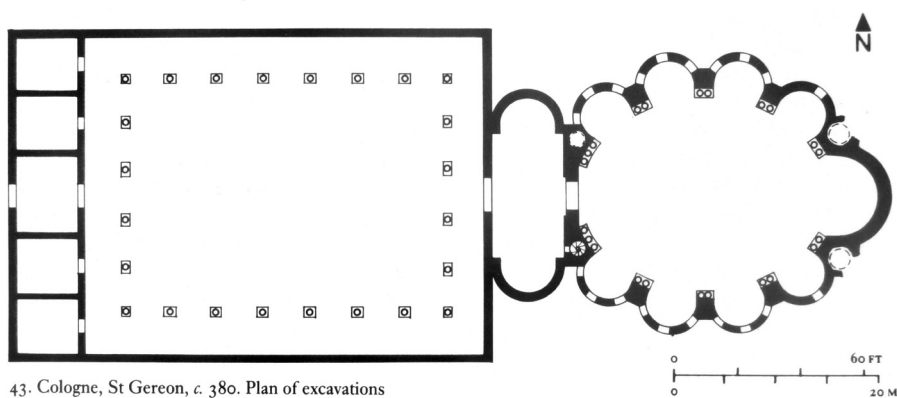 N
0 60 FT
0 20 M
43. Cologne, St Gereon, c. 380. Plan of excavations